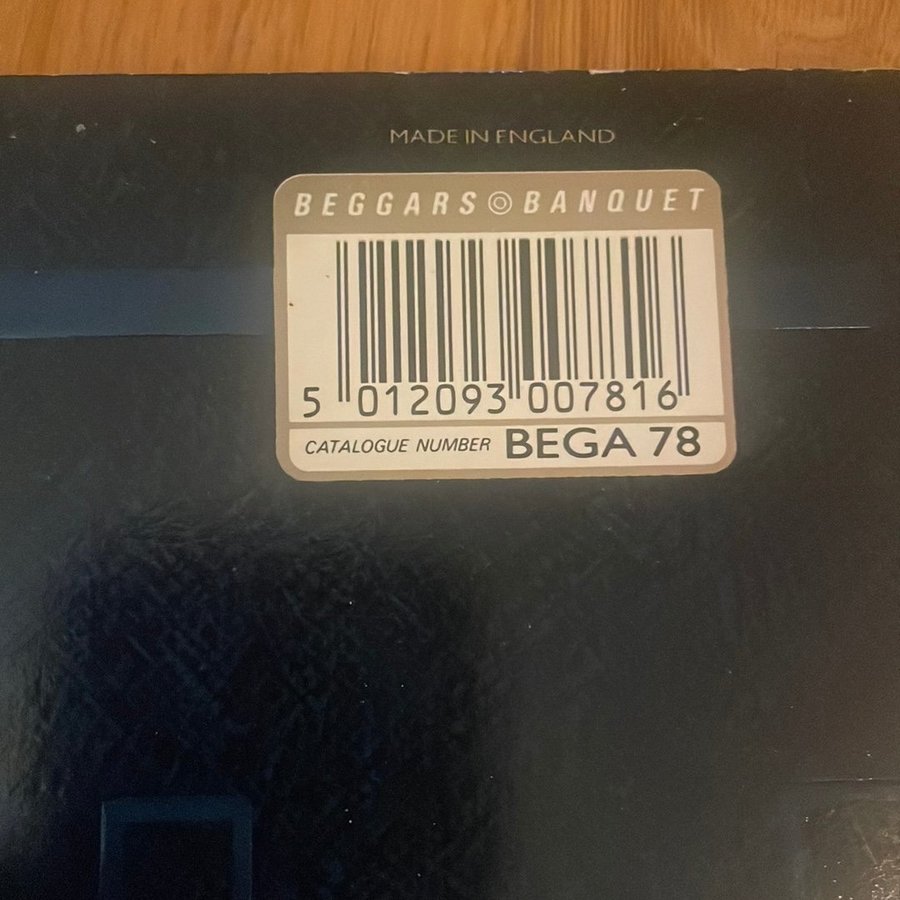 MADE IN ENGLAND
BEGGARS BANQUET
5 012093 007816
CATALOGUE NUMBER BEGA 78